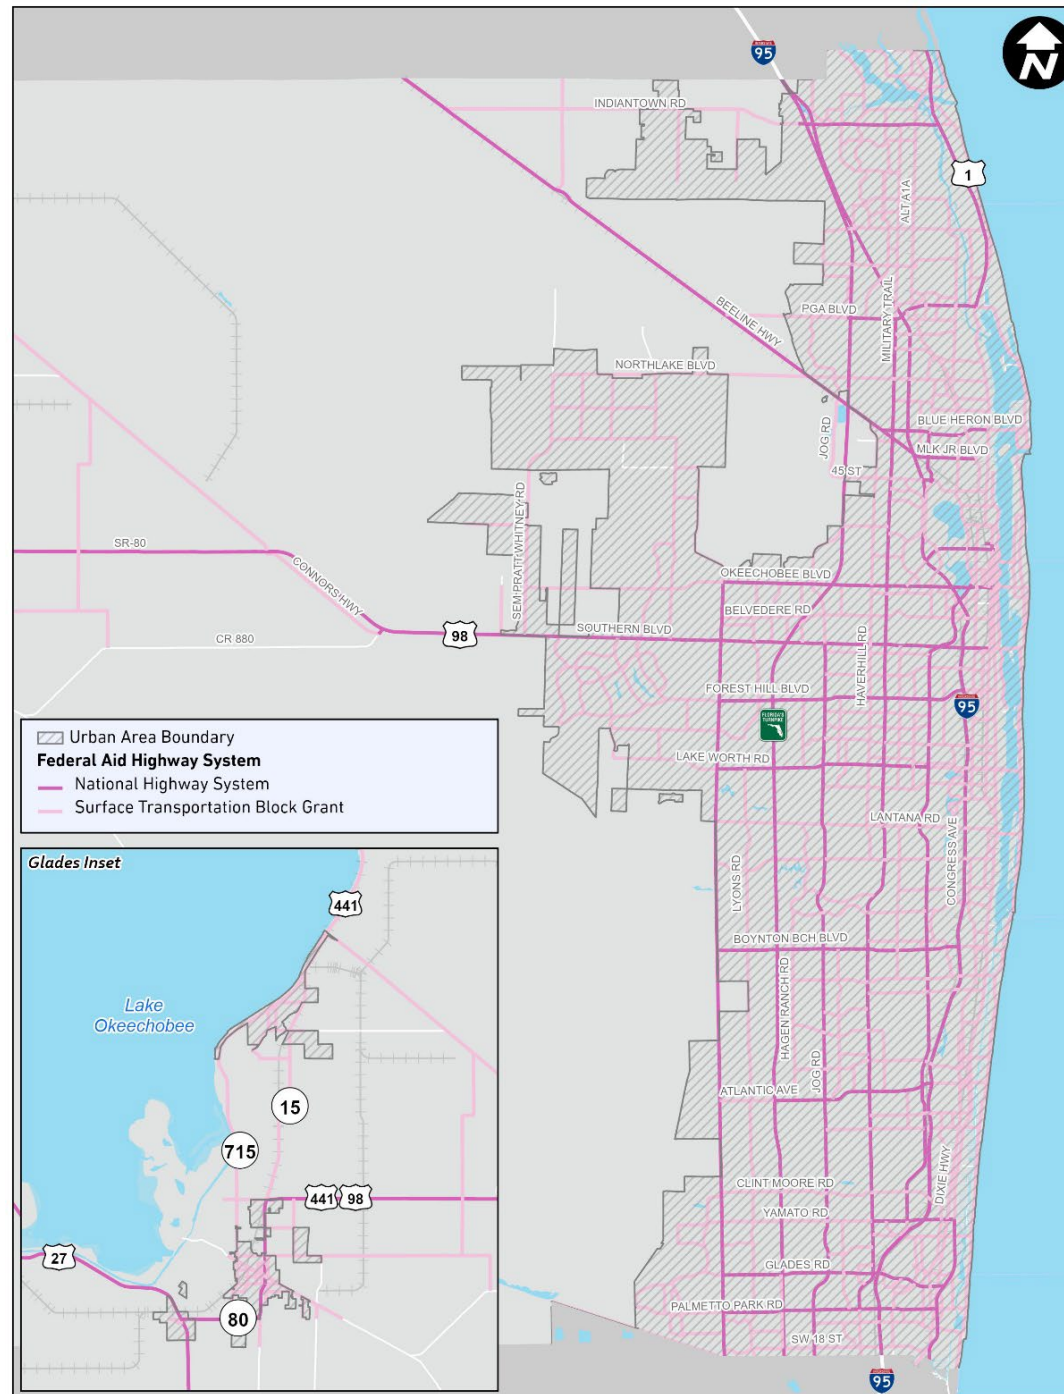 N
95
INDIANTOWN RD
1
ALT A1A
PGA BLVD
MILITARY TRAIL
BEELINE HWY
NORTHLAKE BLVD
BLUE HERON BLVD
JOG RD
MLK JR BLVD
45 ST
SEM-PRATT WHITNEY RD
SR-80
CONNORS HWY
OKEECHOBEE BLVD
BELVEDERE RD
CR 880
98
SOUTHERN BLVD
HAVERHILL RD
FOREST HILL BLVD
95
FLORIDA'S
TURNPIKE
LAKE WORTH RD
Urban Area Boundary
Federal Aid Highway System
National Highway System
Surface Transportation Block Grant
LANTANA RD
CONGRESS AVE
LYONS RD
BOYNTON BCH BLVD
HAGEN RANCH RD
JOG RD
ATLANTIC AVE
CLINT MOORE RD
DIXIE HWY
YAMATO RD
GLADES RD
PALMETTO PARK RD
SW 18 ST
95
Glades Inset
441
Lake
Okeechobee
15
715
441
98
27
80